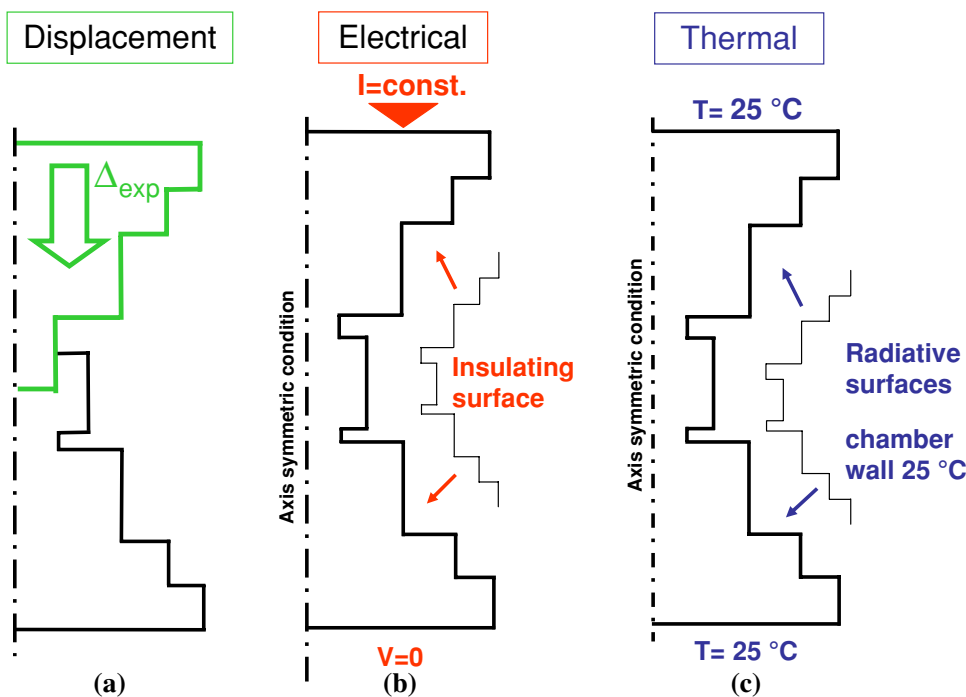 Displacement
Electrical
Thermal
I=const.
T= 25 °C
Δexp
Axis symmetric condition
Insulating
surface
Axis symmetric condition
Radiative
surfaces
chamber
wall 25 °C
V=0
T= 25 °C
(a)
(b)
(c)